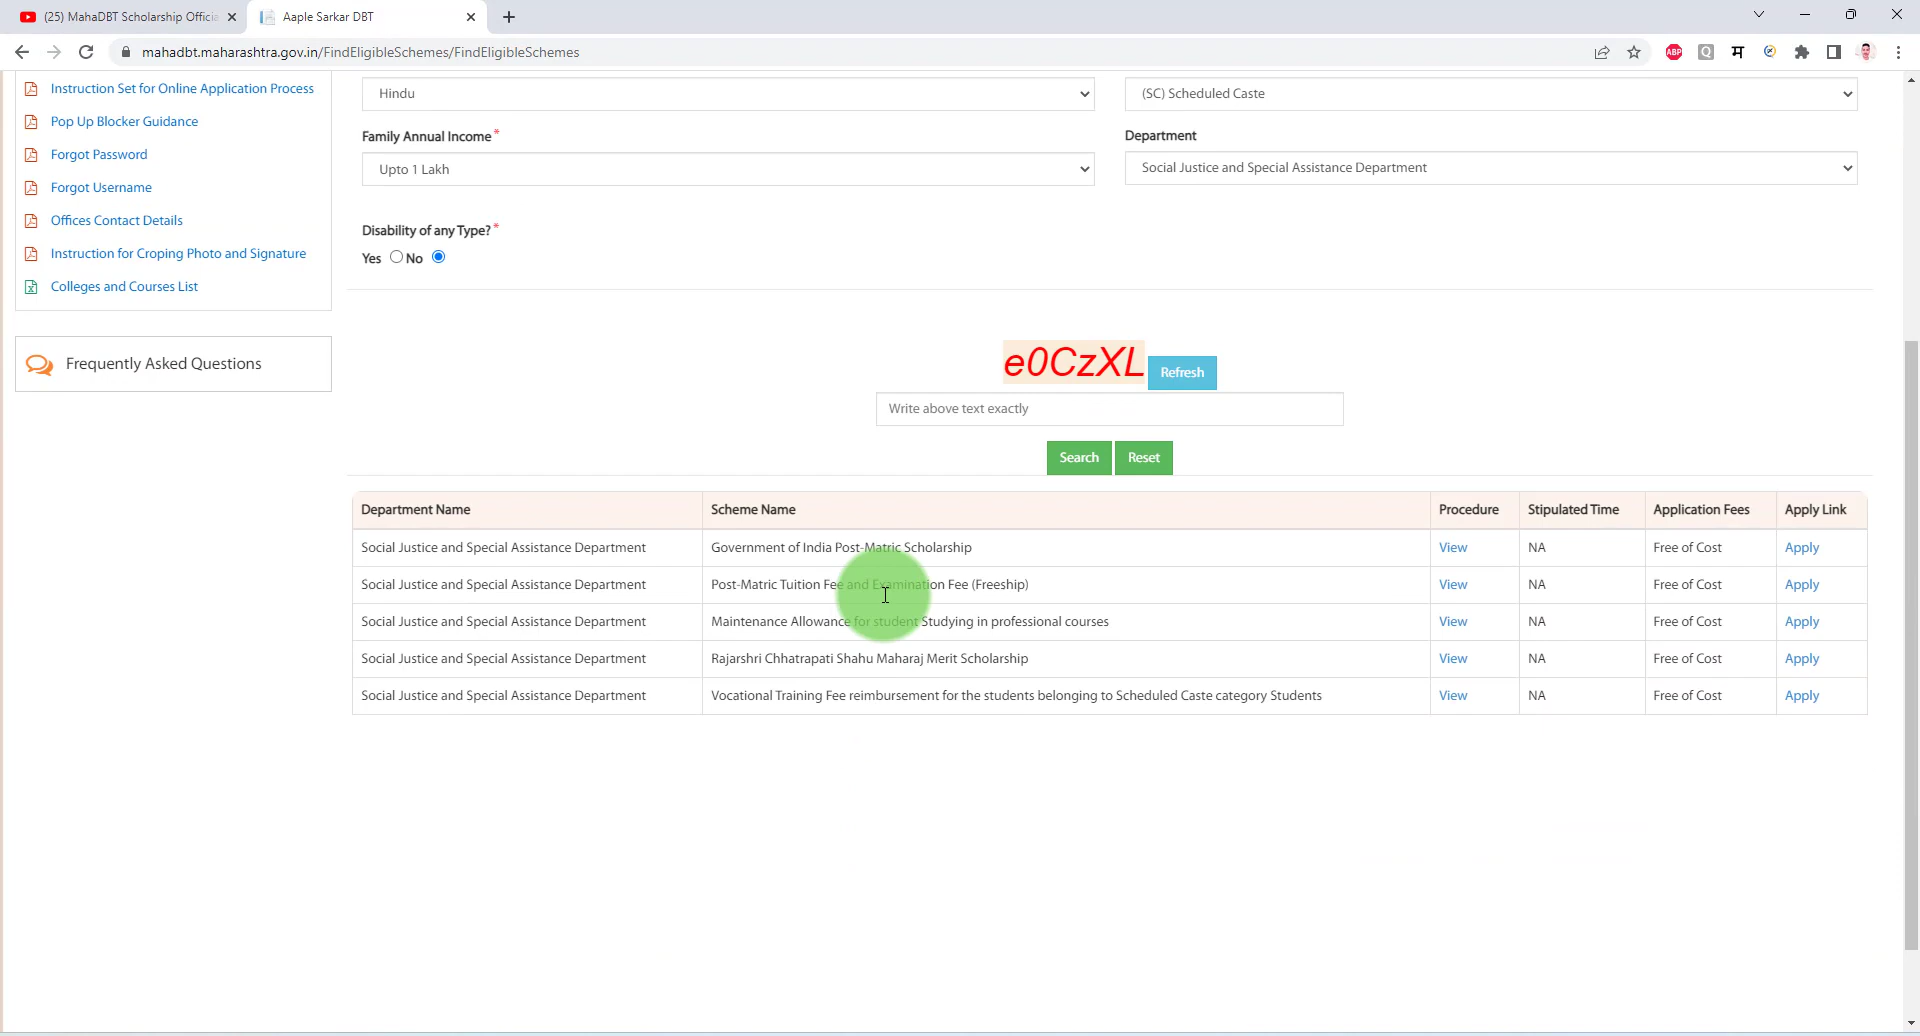 (25) MahaDBT Scholarship Officia
Aaple Sarkar DBT
mahadbt.maharashtra.gov.in/FindEligibleSchemes/FindEligibleSchemes
ABP
Q
म
Instruction Set for Online Application Process
Pop Up Blocker Guidance
Forgot Password
Forgot Username
Offices Contact Details
Instruction for Croping Photo and Signature
Colleges and Courses List
Frequently Asked Questions
Hindu
(SC) Scheduled Caste
Family Annual Income *
Department
Upto 1 Lakh
Social Justice and Special Assistance Department
Disability of any Type? *
Yes No
e0CzXL Refresh
Write above text exactly
Search Reset
Department Name Scheme Name Procedure Stipulated Time Application Fees Apply Link
Social Justice and Special Assistance Department Government of India Post-Matric Scholarship View NA Free of Cost Apply
Social Justice and Special Assistance Department Post-Matric Tuition Fee and Examination Fee (Freeship) View NA Free of Cost Apply
Social Justice and Special Assistance Department Maintenance Allowance for student Studying in professional courses View NA Free of Cost Apply
Social Justice and Special Assistance Department Rajarshri Chhatrapati Shahu Maharaj Merit Scholarship View NA Free of Cost Apply
Social Justice and Special Assistance Department Vocational Training Fee reimbursement for the students belonging to Scheduled Caste category Students View NA Free of Cost Apply